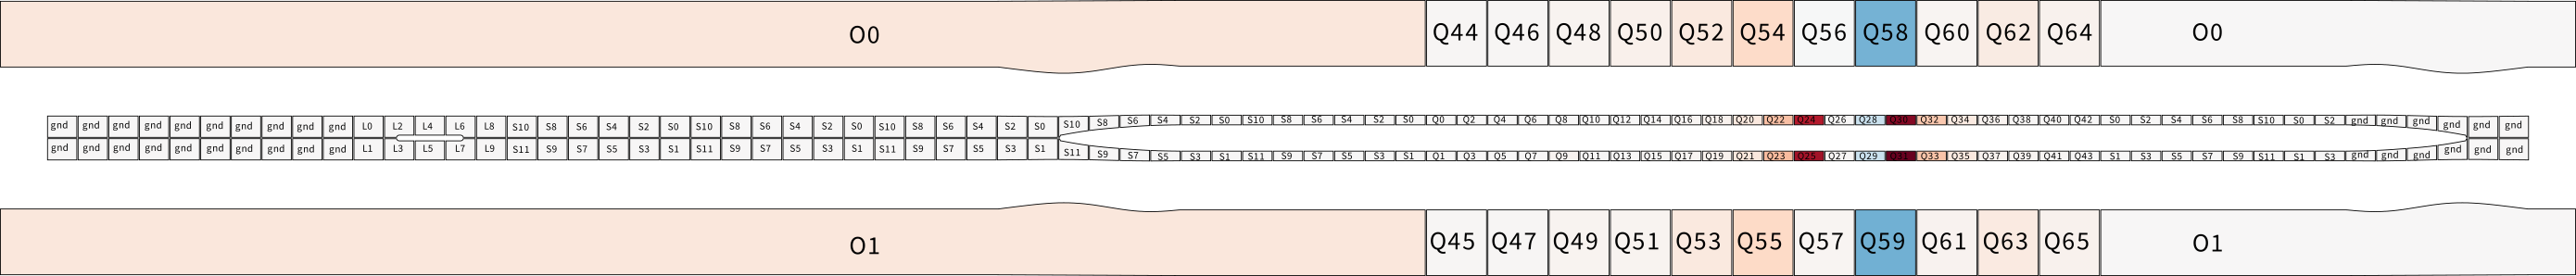 O0 Q44 Q46 Q48 Q50 Q52 Q54 Q56 Q58 Q60 Q62 Q64 O0
gnd gnd gnd gnd gnd gnd gnd gnd gnd gnd L0 L2 L4 L6 L8 S10 S8 S6 S4 S2 S0 S10 S8 S6 S4 S2 S0 S10 S8 S6 S4 S2 S0 S10 S8 S6 S4 S2 S0 S10 S8 S6 S4 S2 S0 Q0 Q2 Q4 Q6 Q8 Q10 Q12 Q14 Q16 Q18 Q20 Q22 Q24 Q26 Q28 Q30 Q32 Q34 Q36 Q38 Q40 Q42 S0 S2 S4 S6 S8 S10 S0 S2 gnd gnd gnd gnd gnd gnd
gnd gnd gnd gnd gnd gnd gnd gnd gnd gnd L1 L3 L5 L7 L9 S11 S9 S7 S5 S3 S1 S11 S9 S7 S5 S3 S1 S11 S9 S7 S5 S3 S1 S11 S9 S7 S5 S3 S1 S11 S9 S7 S5 S3 S1 Q1 Q3 Q5 Q7 Q9 Q11 Q13 Q15 Q17 Q19 Q21 Q23 Q25 Q27 Q29 Q31 Q33 Q35 Q37 Q39 Q41 Q43 S1 S3 S5 S7 S9 S11 S1 S3 gnd gnd gnd gnd gnd gnd
O1 Q45 Q47 Q49 Q51 Q53 Q55 Q57 Q59 Q61 Q63 Q65 O1